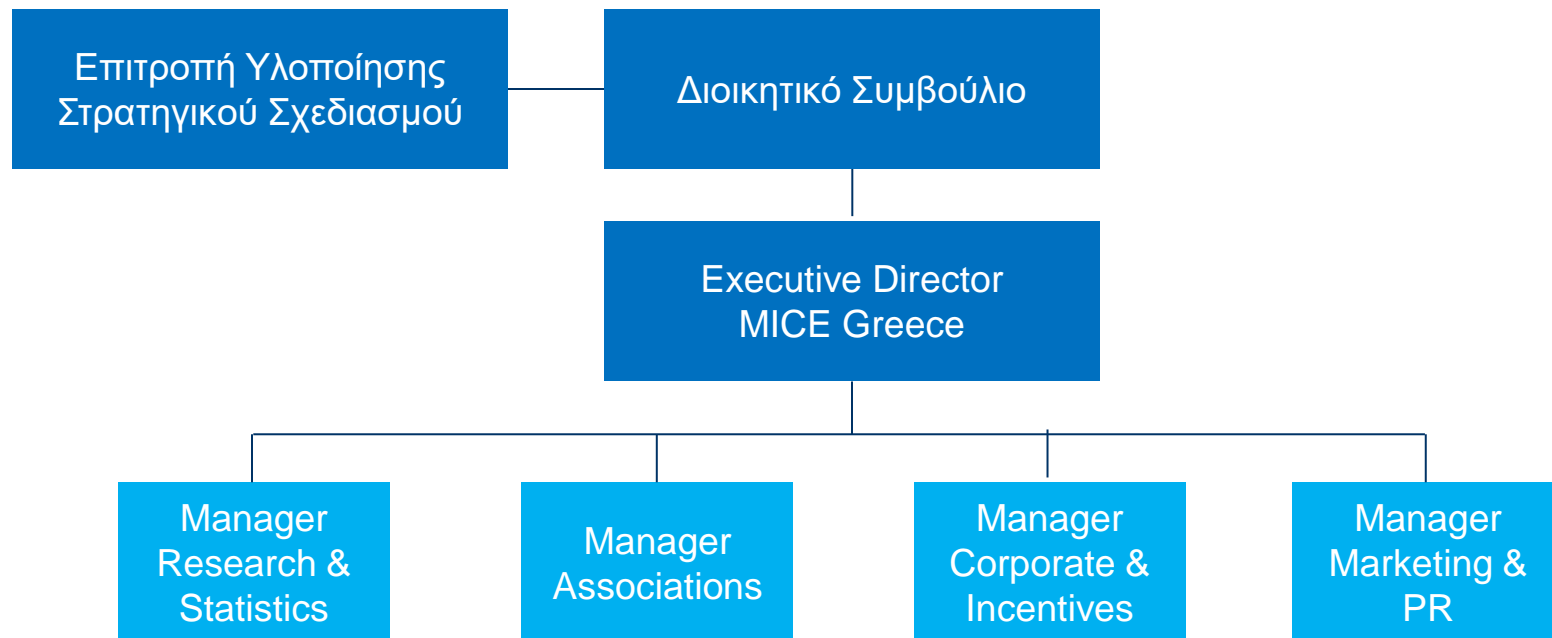 Επιτροπή Υλοποίησης
Στρατηγικού Σχεδιασμού
Διοικητικό Συμβούλιο
Executive Director
MICE Greece
Manager
Research &
Statistics
Manager
Associations
Manager
Corporate &
Incentives
Manager
Marketing &
PR